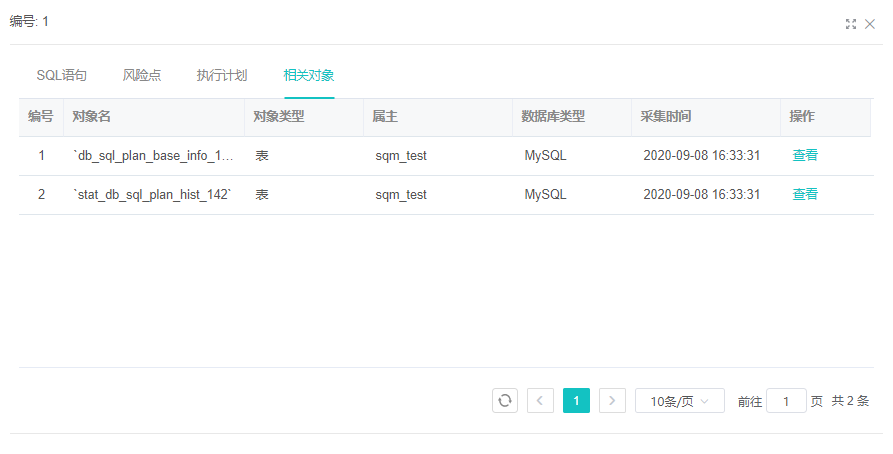 编号: 1
SQL语句 风险点 执行计划 相关对象
编号 对象名 对象类型 属主 数据库类型 采集时间 操作
1 `db_sql_plan_base_info_1... 表 sqm_test MySQL 2020-09-08 16:33:31 查看
2 `stat_db_sql_plan_hist_142` 表 sqm_test MySQL 2020-09-08 16:33:31 查看
1 10条/页 前往 1 页 共 2 条